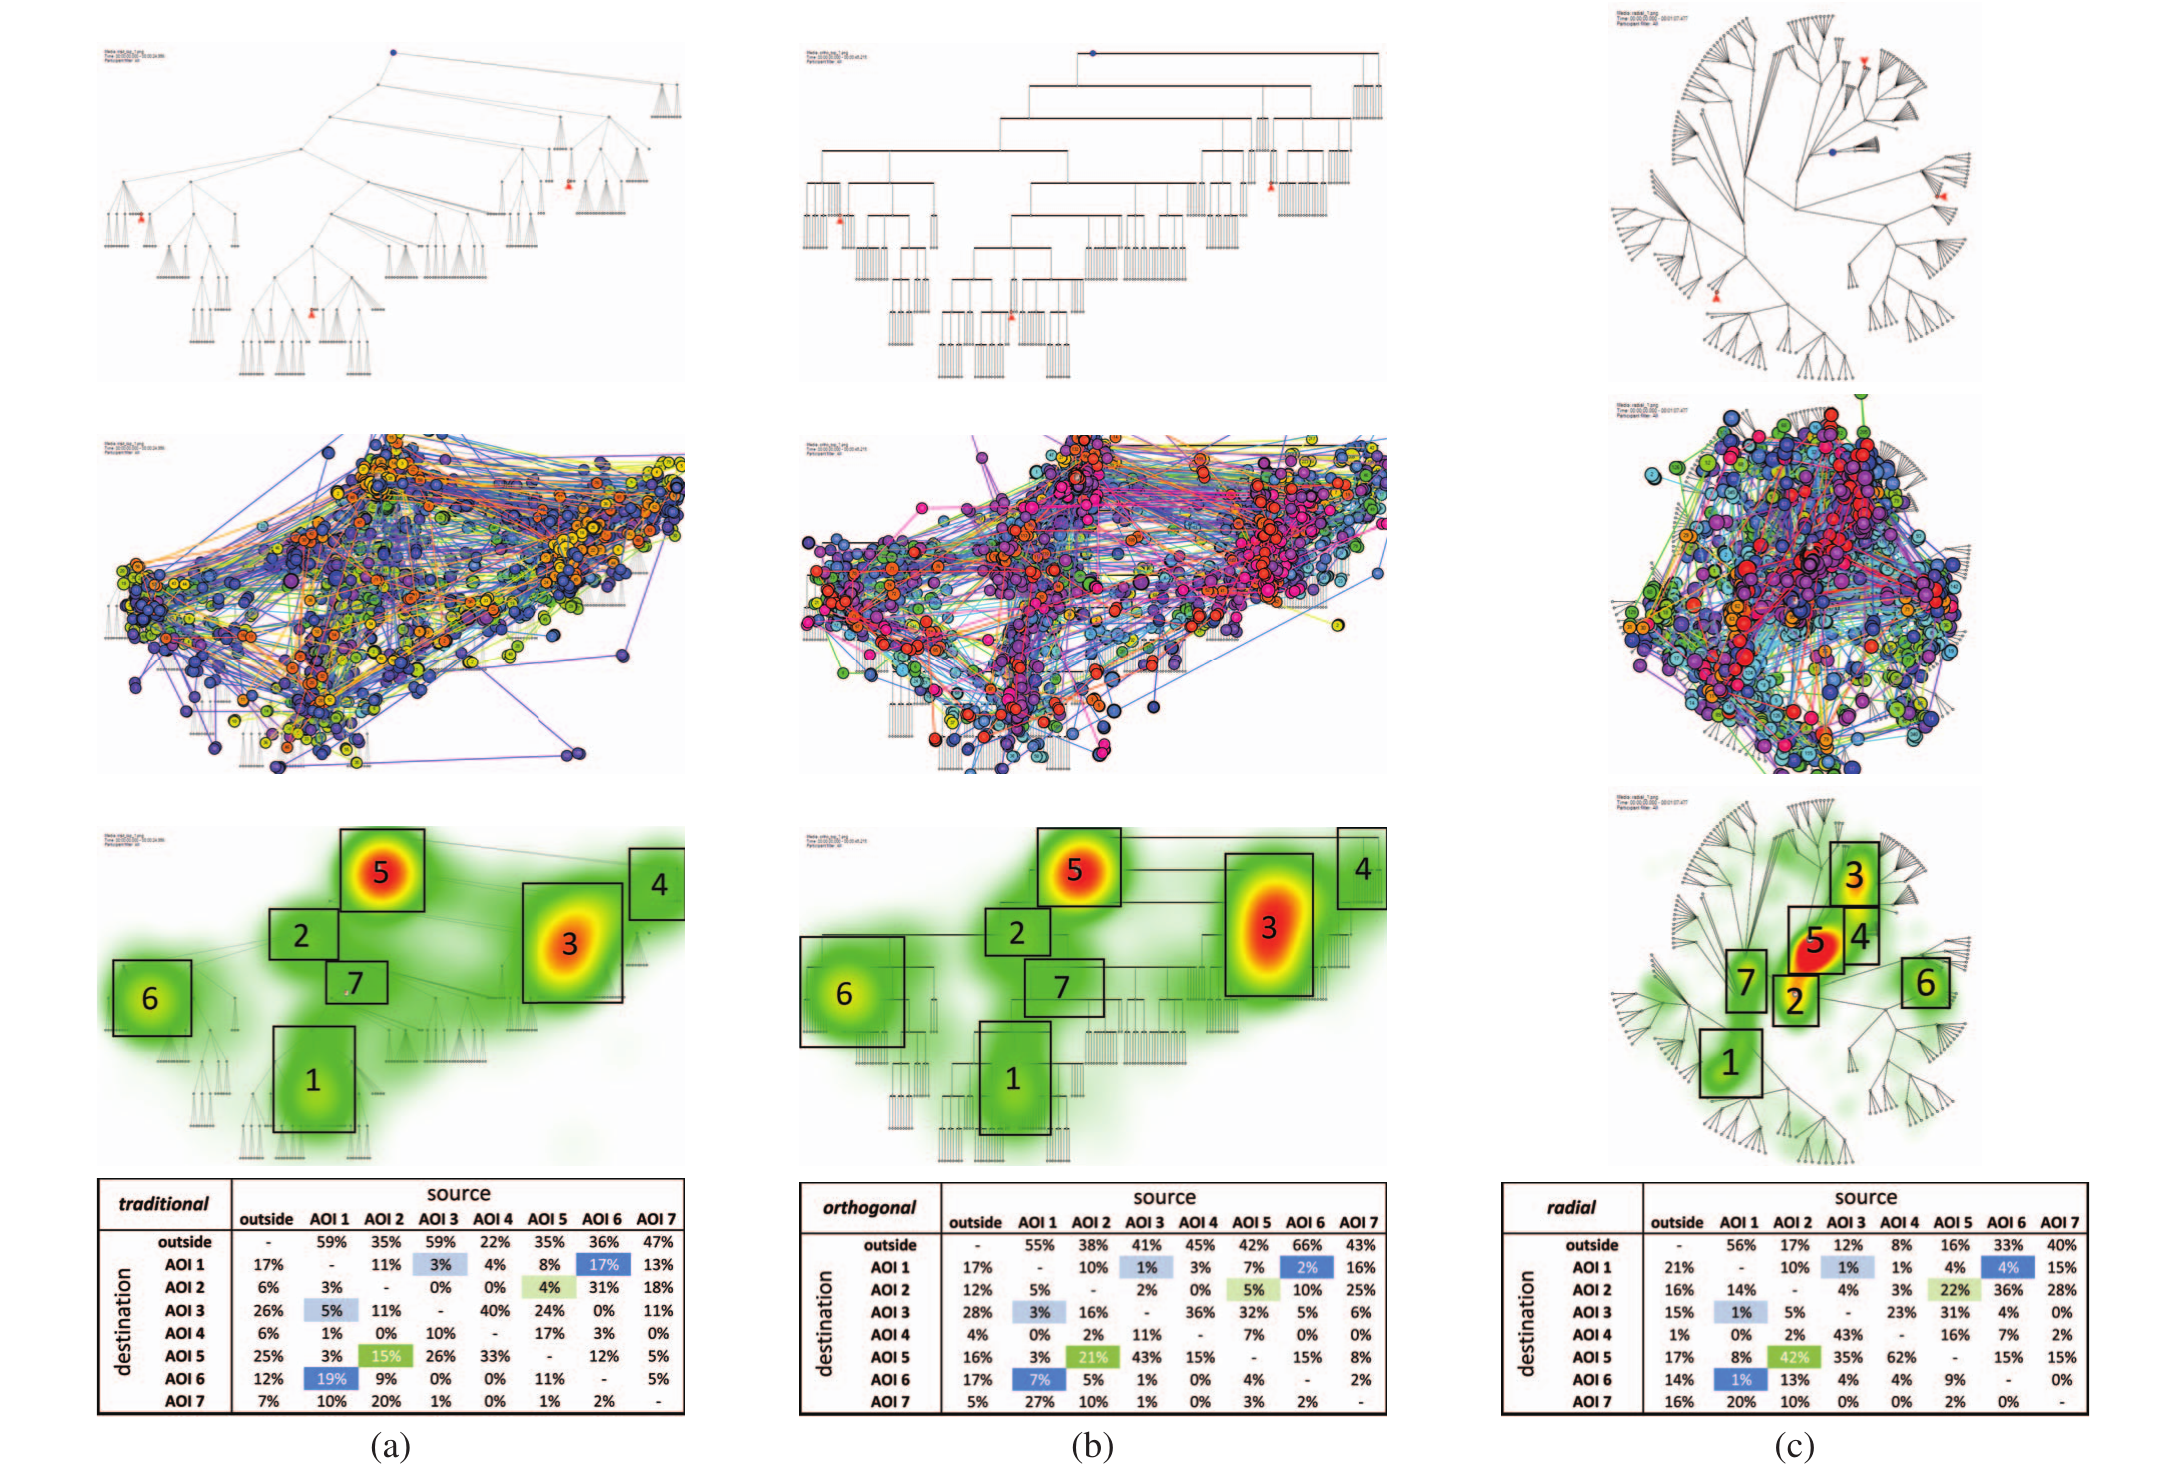 5
4
3
2
7
6
1
5
4
3
2
7
6
1
3
5
4
7
2
6
1
traditional source
outside AOI 1 AOI 2 AOI 3 AOI 4 AOI 5 AOI 6 AOI 7
destination
outside - 59% 35% 59% 22% 35% 36% 47%
AOI 1 17% - 11% 3% 4% 8% 17% 13%
AOI 2 6% 3% - 0% 0% 4% 31% 18%
AOI 3 26% 5% 11% - 40% 24% 0% 11%
AOI 4 6% 1% 0% 10% - 17% 3% 0%
AOI 5 25% 3% 15% 26% 33% - 12% 5%
AOI 6 12% 19% 9% 0% 0% 11% - 5%
AOI 7 7% 10% 20% 1% 0% 1% 2% -
(a)
orthogonal source
outside AOI 1 AOI 2 AOI 3 AOI 4 AOI 5 AOI 6 AOI 7
destination
outside - 55% 38% 41% 45% 42% 66% 43%
AOI 1 17% - 10% 1% 3% 7% 2% 16%
AOI 2 12% 5% - 2% 0% 5% 10% 25%
AOI 3 28% 3% 16% - 36% 32% 5% 6%
AOI 4 4% 0% 2% 11% - 7% 0% 0%
AOI 5 16% 3% 21% 43% 15% - 15% 8%
AOI 6 17% 7% 5% 1% 0% 4% - 2%
AOI 7 5% 27% 10% 1% 0% 3% 2% -
(b)
radial source
outside AOI 1 AOI 2 AOI 3 AOI 4 AOI 5 AOI 6 AOI 7
destination
outside - 56% 17% 12% 8% 16% 33% 40%
AOI 1 21% - 10% 1% 1% 4% 4% 15%
AOI 2 16% 14% - 4% 3% 22% 36% 28%
AOI 3 15% 1% 5% - 23% 31% 4% 0%
AOI 4 1% 0% 2% 43% - 16% 7% 2%
AOI 5 17% 8% 42% 35% 62% - 15% 15%
AOI 6 14% 1% 13% 4% 4% 9% - 0%
AOI 7 16% 20% 10% 0% 0% 2% 0% -
(c)